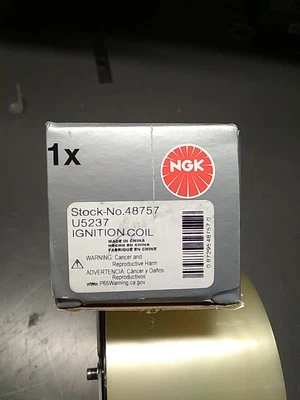 1x
NGK
Stock-No.48757
U5237
IGNITION COIL
MADE IN CHINA
HECHO EN CHINA
FABRIQUÉ EN CHINE
WARNING: Cancer and
Reproductive Harm
ADVERTENCIA: Cáncer y Daños
Reproductivos
www.P65Warning.ca.gov